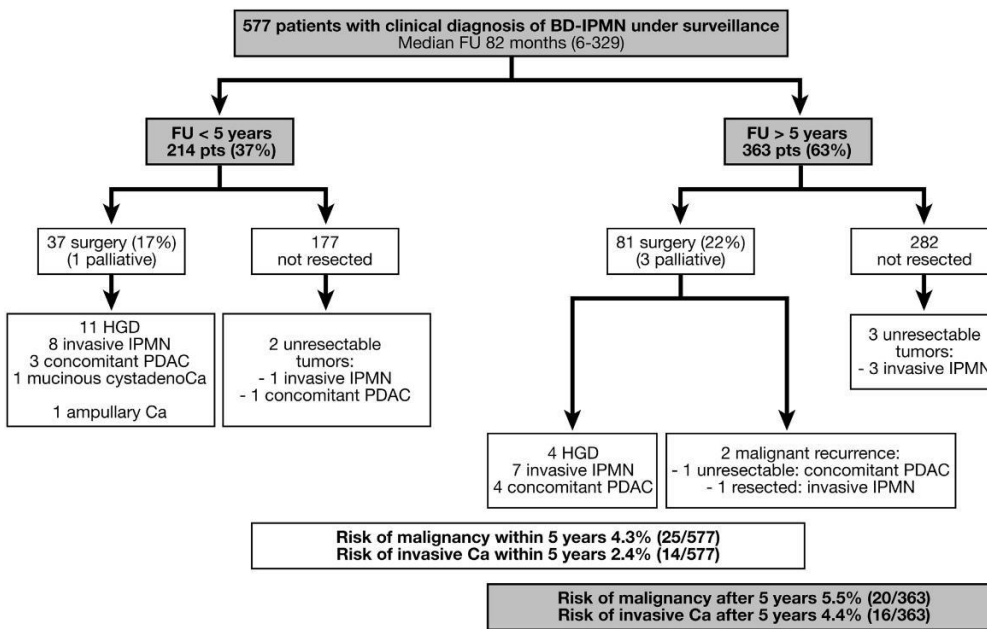 577 patients with clinical diagnosis of BD-IPMN under surveillance
Median FU 82 months (6-329)
FU < 5 years
214 pts (37%)
FU > 5 years
363 pts (63%)
37 surgery (17%)
(1 palliative)
177
not resected
81 surgery (22%)
(3 palliative)
282
not resected
11 HGD
8 invasive IPMN
3 concomitant PDAC
1 mucinous cystadenoCa
1 ampullary Ca
2 unresectable
tumors:
- 1 invasive IPMN
- 1 concomitant PDAC
3 unresectable
tumors:
- 3 invasive IPMN
4 HGD
7 invasive IPMN
4 concomitant PDAC
2 malignant recurrence:
- 1 unresectable: concomitant PDAC
- 1 resected: invasive IPMN
Risk of malignancy within 5 years 4.3% (25/577)
Risk of invasive Ca within 5 years 2.4% (14/577)
Risk of malignancy after 5 years 5.5% (20/363)
Risk of invasive Ca after 5 years 4.4% (16/363)